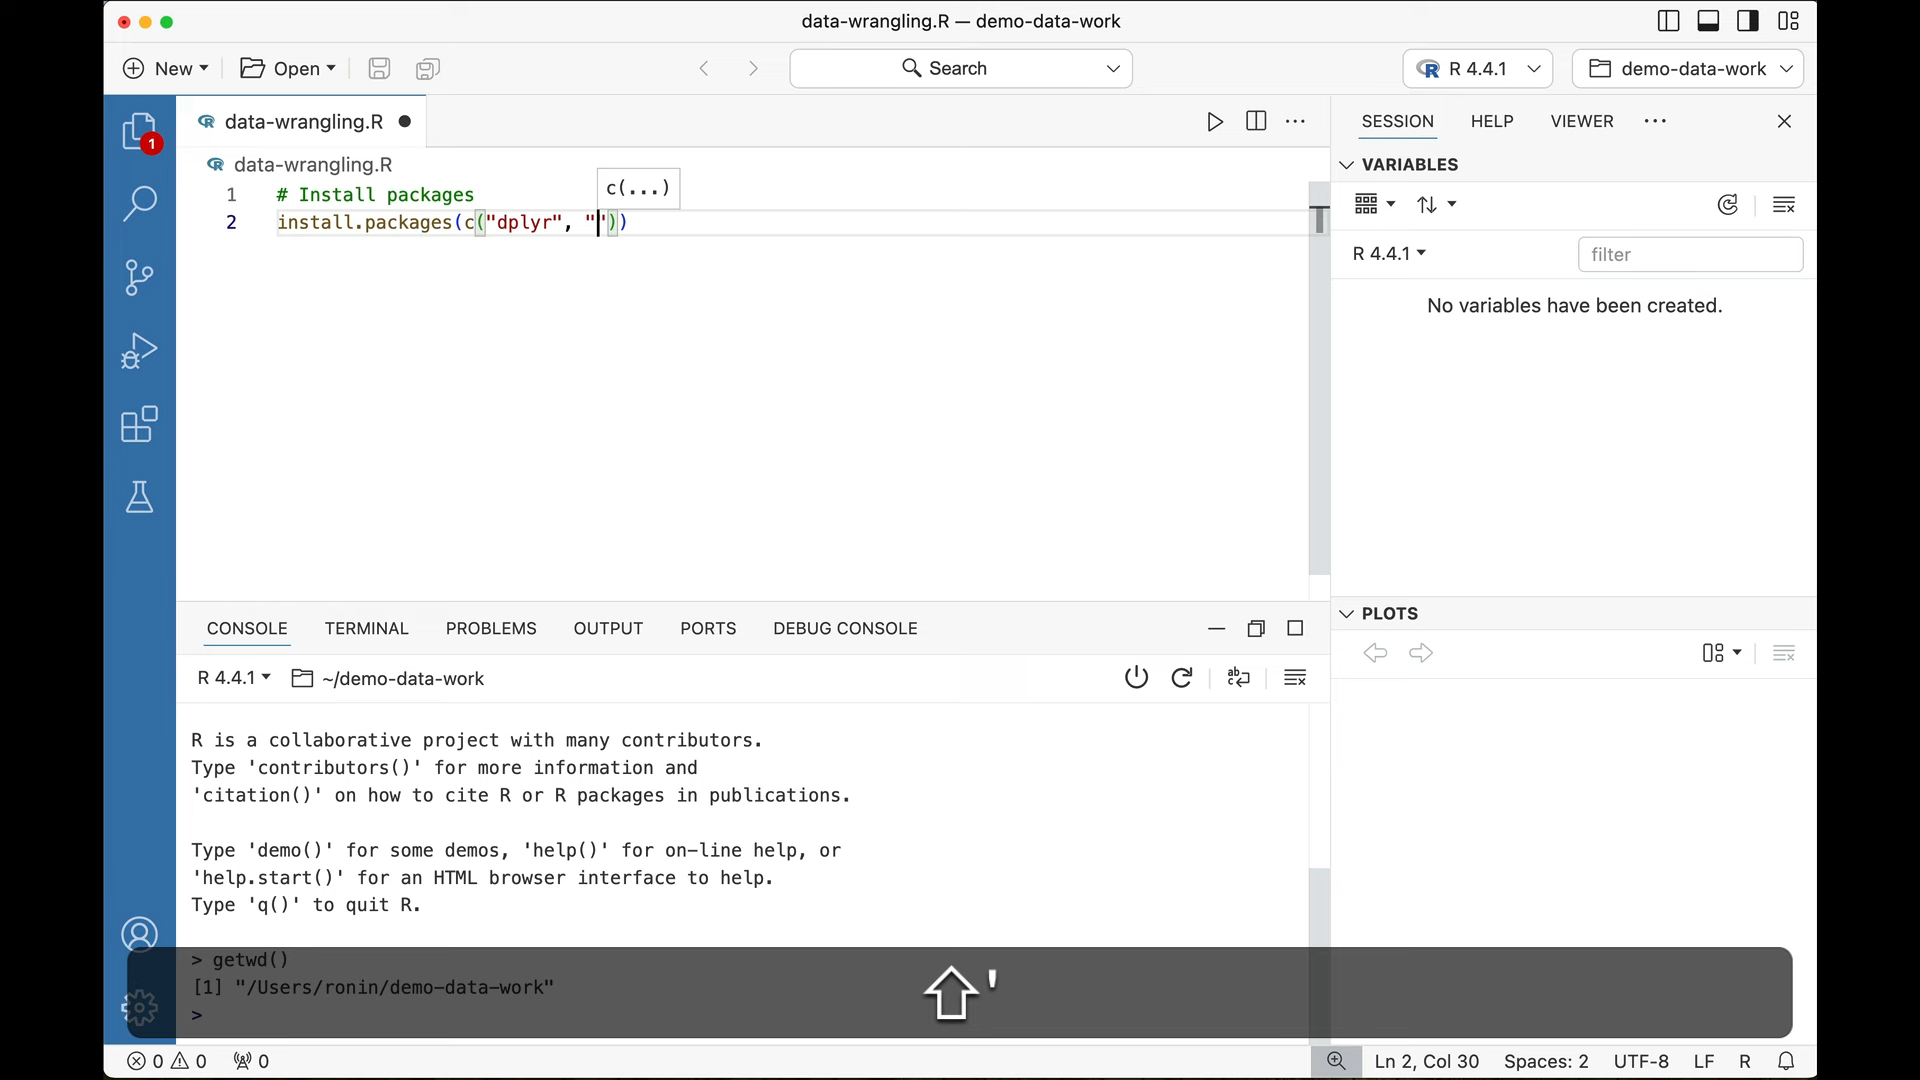 data-wrangling.R — demo-data-work
New
Open
Search
R 4.4.1
demo-data-work
1
data-wrangling.R
SESSION
HELP
VIEWER
data-wrangling.R
VARIABLES
c(...)
1 # Install packages
2 install.packages(c("dplyr", ""))
R 4.4.1
filter
No variables have been created.
PLOTS
CONSOLE
TERMINAL
PROBLEMS
OUTPUT
PORTS
DEBUG CONSOLE
R 4.4.1
~/demo-data-work
R is a collaborative project with many contributors.
Type 'contributors()' for more information and
'citation()' on how to cite R or R packages in publications.
Type 'demo()' for some demos, 'help()' for on-line help, or
'help.start()' for an HTML browser interface to help.
Type 'q()' to quit R.
> getwd()
[1] "/Users/ronin/demo-data-work"
>
⇧'
0 0 0
Ln 2, Col 30
Spaces: 2
UTF-8
LF
R